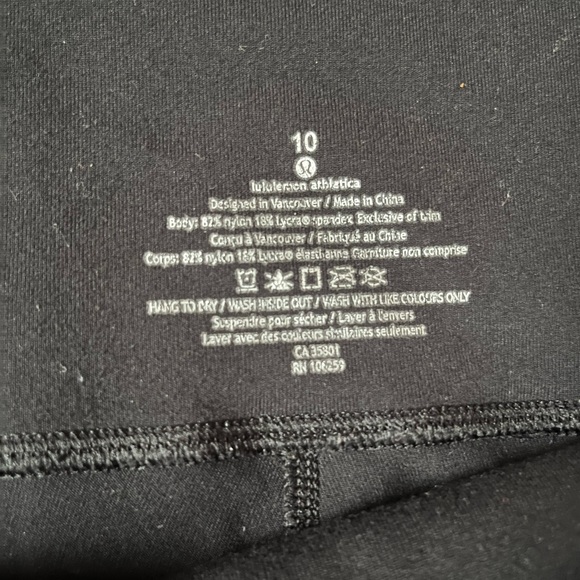 10
lululemon athletica
Designed in Vancouver / Made in China
Body: 82% nylon 18% Lycra® spandex Exclusive of trim
Conçu à Vancouver / Fabriqué au Chine
Corps: 82% nylon 18% Lycra® élasthanne Garniture non comprise
HANG TO DRY / WASH INSIDE OUT / WASH WITH LIKE COLOURS ONLY
Suspendre pour sécher / Laver à l'envers
Laver avec des couleurs similaires seulement
CA 35801
RN 106259